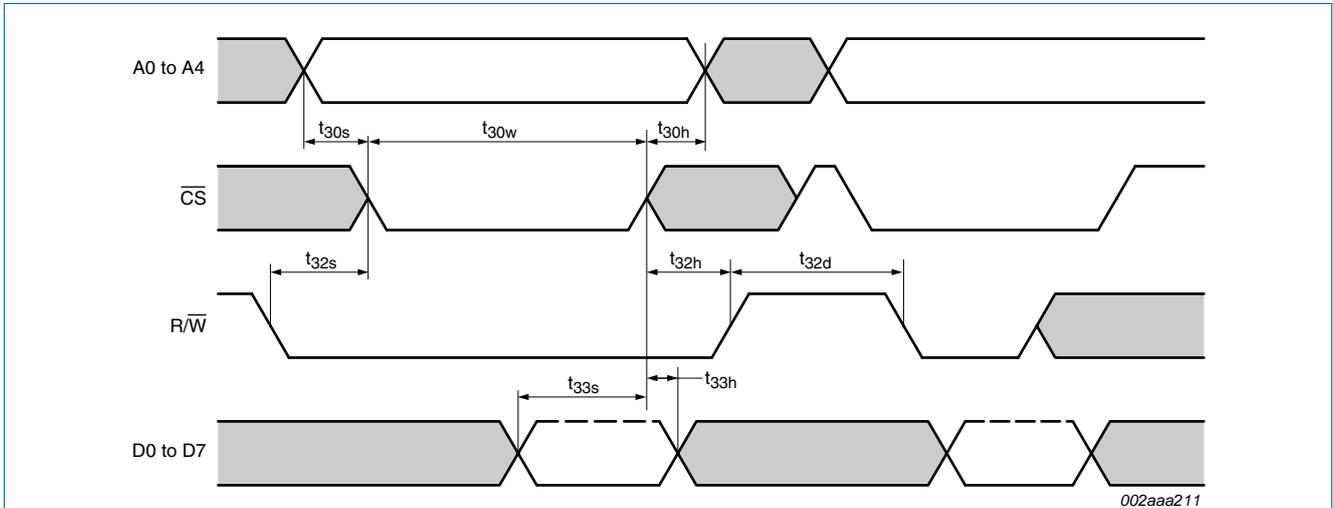 A0 to A4
t30s
t30w
t30h
CS
t32s
t32h
t32d
R/W
t33s
t33h
D0 to D7
002aaa211